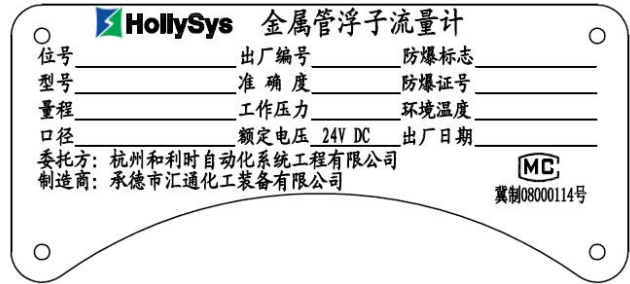 HollySys 金属管浮子流量计
位号 出厂编号 防爆标志
型号 准确度 防爆证号
量程 工作压力 环境温度
口径 额定电压 24V DC 出厂日期
委托方：杭州和利时自动化系统工程有限公司
制造商：承德市汇通化工装备有限公司
MC
冀制08000114号